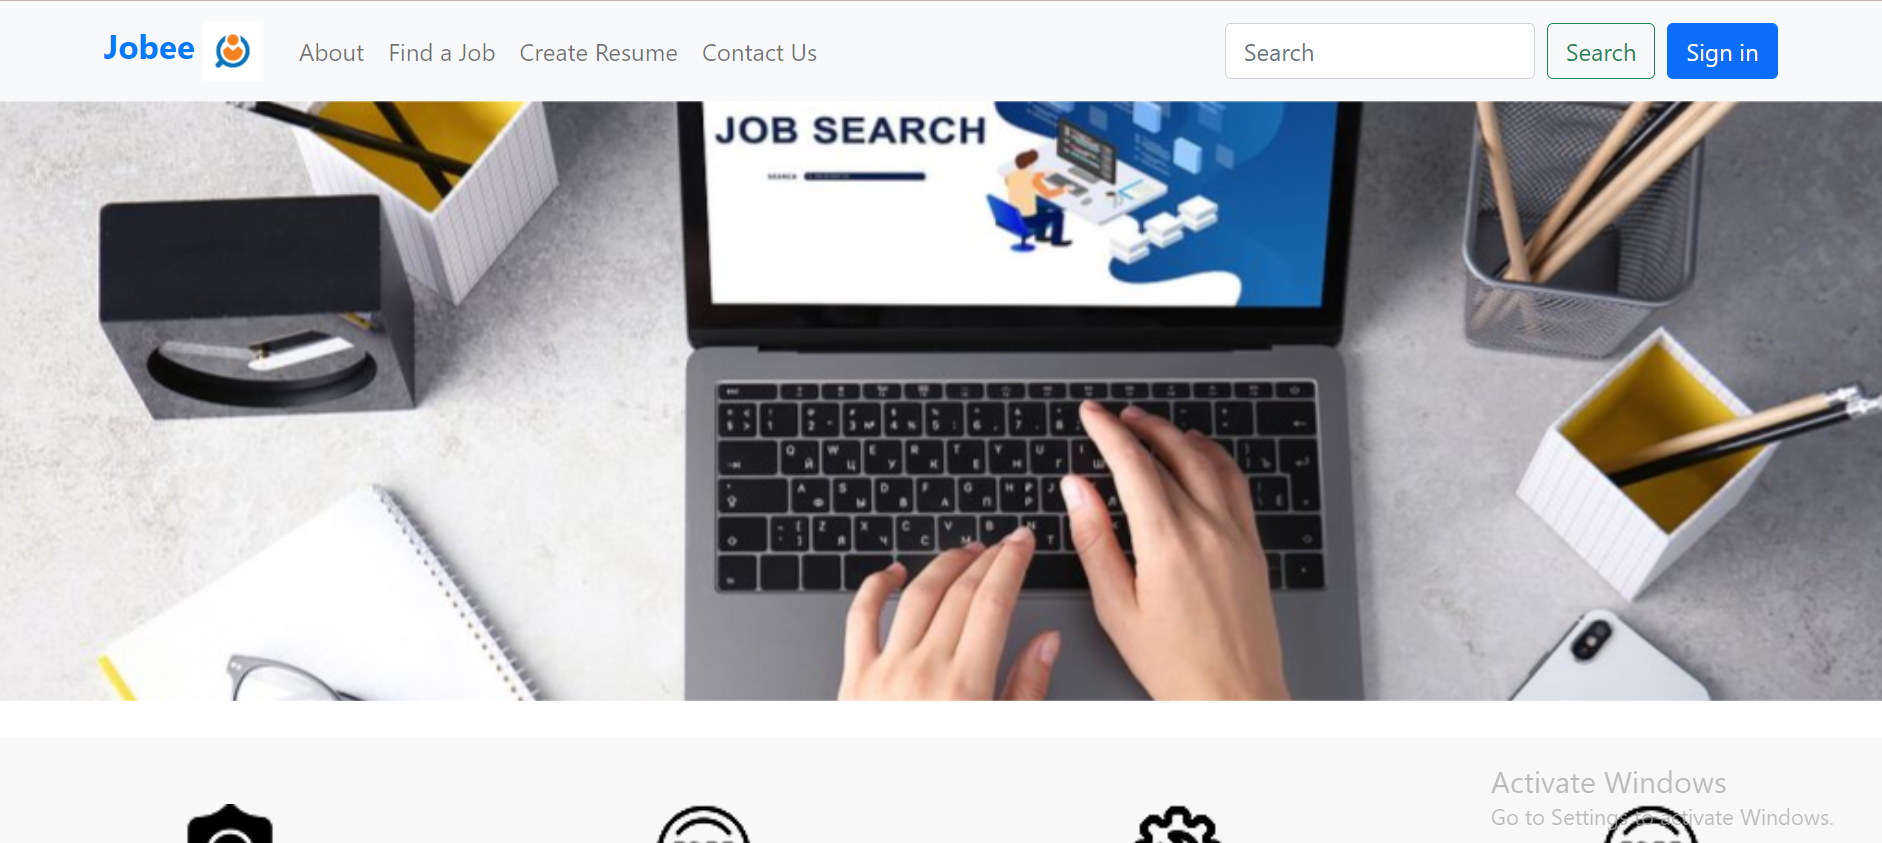 Jobee
About Find a Job Create Resume Contact Us
Search Search Sign in
JOB SEARCH
SEARCH
Activate Windows
Go to Settings to activate Windows.